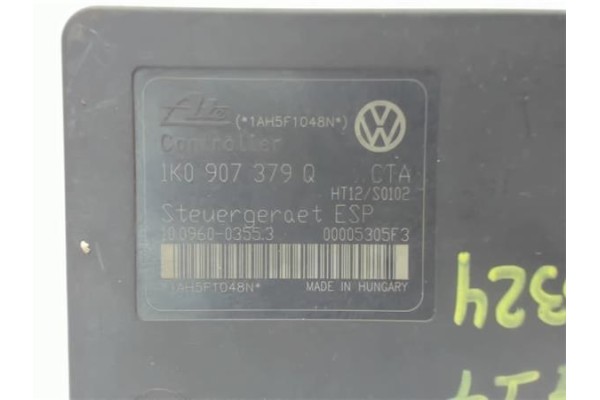 Ate (*1AH5F1048N*)
Controller
1K0 907 379 Q CTA
HT12/S0102
Steuergeraet ESP
10.0960-0355.3 00005305F3
*1AH5F1048N*
MADE IN HUNGARY
324